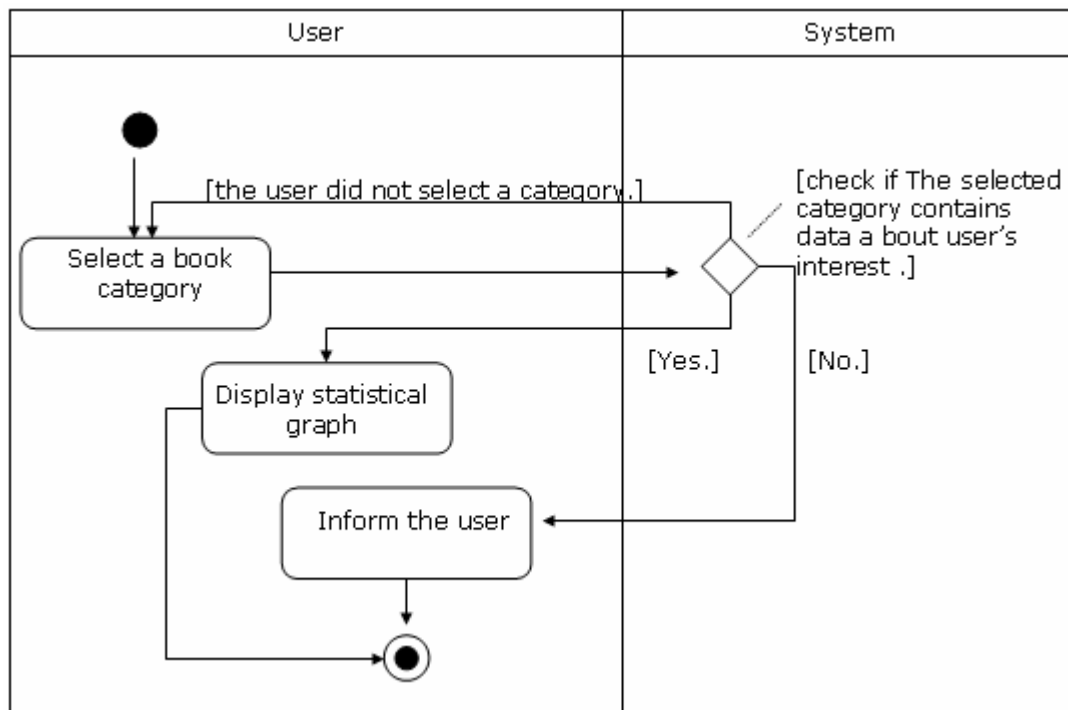 User
System
[the user did not select a category.]
[check if The selected
category contains
data a bout user's
interest .]
Select a book
category
[Yes.]
[No.]
Display statistical
graph
Inform the user